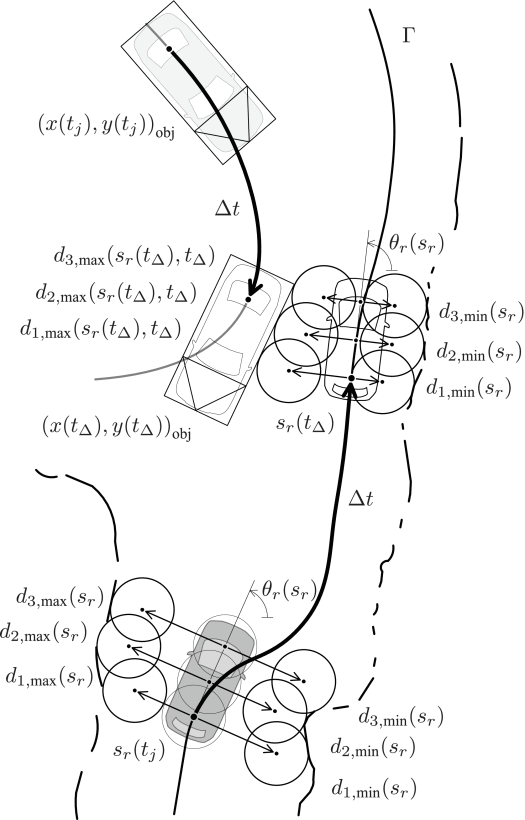 Γ
(x(t_j), y(t_j))_obj
Δt
θ_r(s_r)
d_{3,max}(s_r(t_Δ), t_Δ)
d_{2,max}(s_r(t_Δ), t_Δ)
d_{1,max}(s_r(t_Δ), t_Δ)
d_{3,min}(s_r)
d_{2,min}(s_r)
d_{1,min}(s_r)
(x(t_Δ), y(t_Δ))_obj
s_r(t_Δ)
Δt
θ_r(s_r)
d_{3,max}(s_r)
d_{2,max}(s_r)
d_{1,max}(s_r)
s_r(t_j)
d_{3,min}(s_r)
d_{2,min}(s_r)
d_{1,min}(s_r)